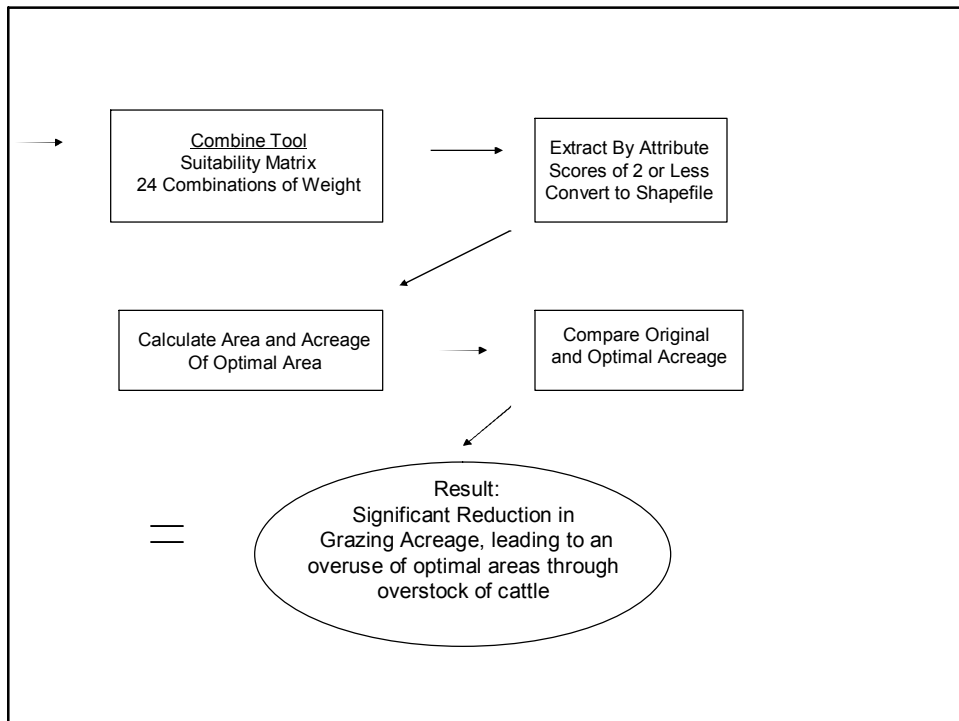 Combine Tool
Suitability Matrix
24 Combinations of Weight
Extract By Attribute
Scores of 2 or Less
Convert to Shapefile
Calculate Area and Acreage
Of Optimal Area
Compare Original
and Optimal Acreage
=
Result:
Significant Reduction in
Grazing Acreage, leading to an
overuse of optimal areas through
overstock of cattle